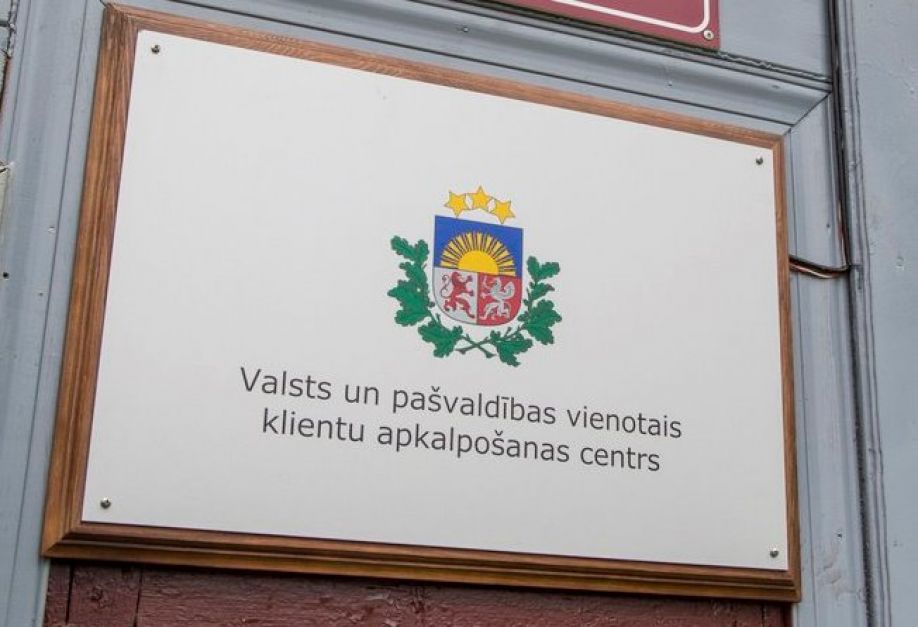 Valsts un pašvaldības vienotais
klientu apkalpošanas centrs